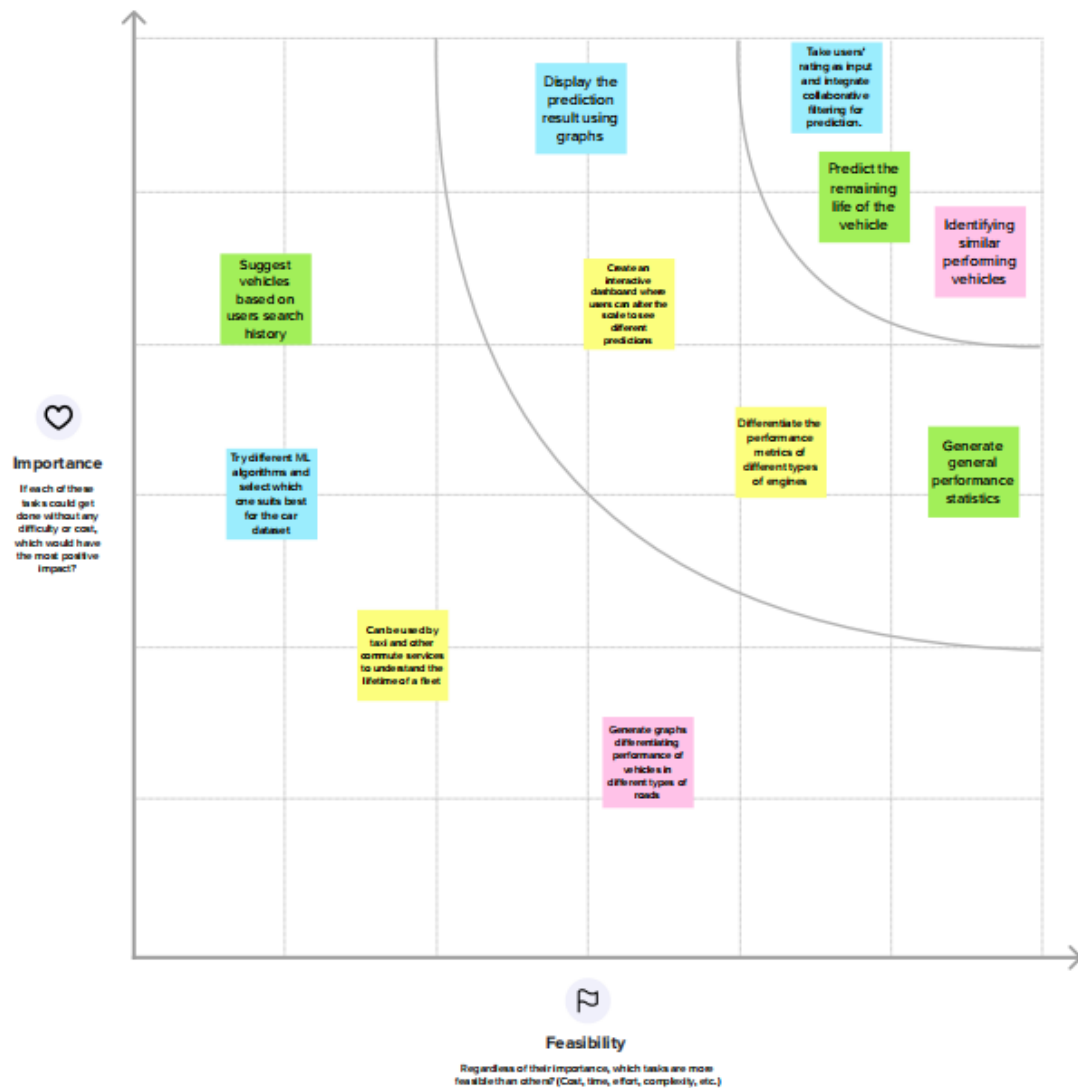 Display the
prediction
result using
graphs
Take users'
rating as input
and integrate
collaborative
filtering for
prediction.
Predict the
remaining
life of the
vehicle
Identifying
similar
performing
vehicles
Suggest
vehicles
based on
users search
history
Create an
interactive
dashboard where
users can alter the
scale to see
different
predictions
Differentiate the
performance
metrics of
different types
of engines
Generate
general
performance
statistics
Try different ML
algorithms and
select which
one suits best
for the car
dataset
Can be used by
taxi and other
commute services
to understand the
lifetime of a fleet
Generate graphs
differentiating
performance of
vehicles in
different types of
roads
Importance
If each of these
tasks could get
done without any
difficulty or cost,
which would have
the most positive
impact?
Feasibility
Regardless of their importance, which tasks are more
feasible than others? (Cost, time, effort, complexity, etc.)